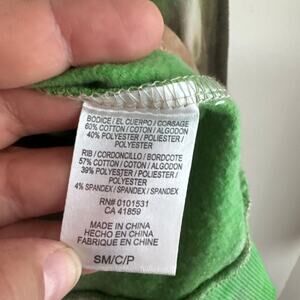 BODICE / EL CUERPO / CORSAGE
60% COTTON / COTON / ALGODON
40% POLYESTER / POLIESTER /
POLYESTER
RIB / CORDONCILLO / BORDCOTE
57% COTTON / COTON / ALGODON
39% POLYESTER / POLIESTER /
POLYESTER
4% SPANDEX / SPANDEX / SPANDEX
RN# 0101531
CA 41859
MADE IN CHINA
HECHO EN CHINA
FABRIQUE EN CHINE
SM/C/P